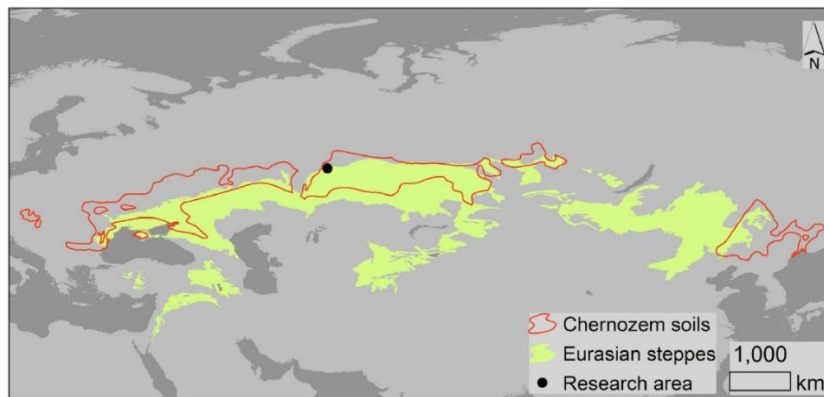 N
Chernozem soils
Eurasian steppes
Research area
1,000
km